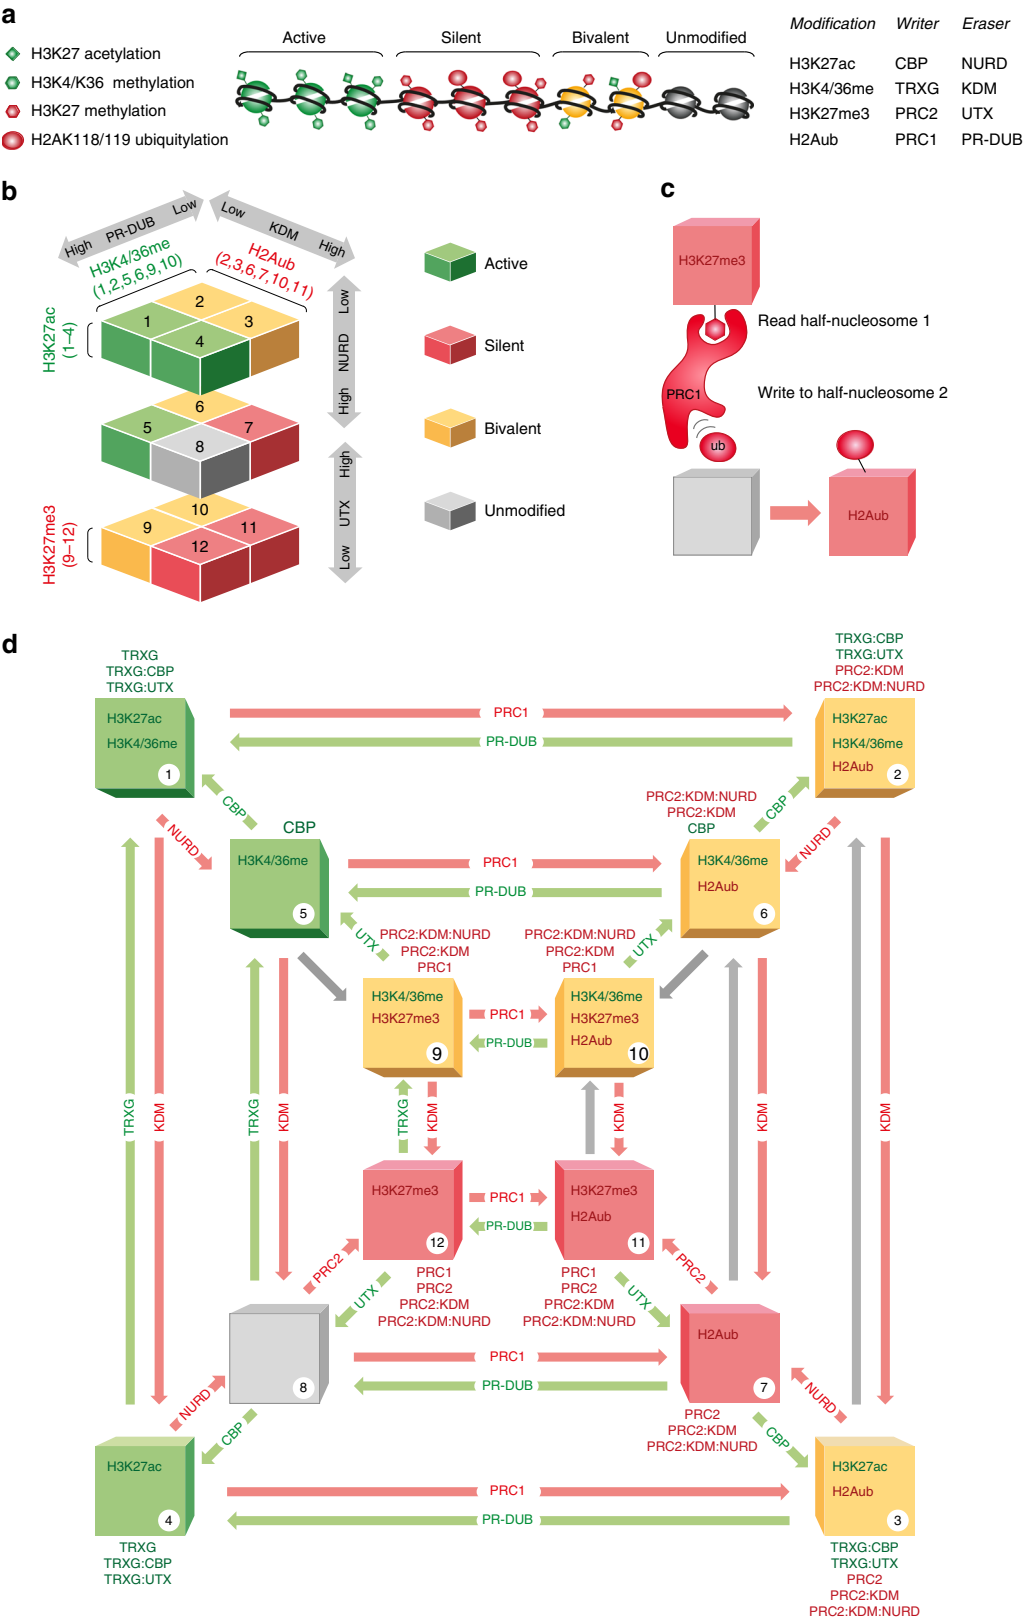 a
Active
Silent
Bivalent
Unmodified
H3K27 acetylation
H3K4/K36 methylation
H3K27 methylation
H2AK118/119 ubiquitylation
Modification Writer Eraser
H3K27ac CBP NURD
H3K4/36me TRXG KDM
H3K27me3 PRC2 UTX
H2Aub PRC1 PR-DUB
b
High PR-DUB Low
Low KDM High
H3K4/36me
(1,2,5,6,9,10)
H2Aub
(2,3,6,7,10,11)
H3K27ac
(1–4)
H3K27me3
(9–12)
1
2
3
4
5
6
7
8
9
10
11
12
Low
NURD
High
High
UTX
Low
Active
Silent
Bivalent
Unmodified
c
H3K27me3
Read half-nucleosome 1
PRC1
Write to half-nucleosome 2
ub
H2Aub
d
TRXG
TRXG:CBP
TRXG:UTX
H3K27ac
H3K4/36me
1
PRC1
PR-DUB
TRXG:CBP
TRXG:UTX
PRC2:KDM
PRC2:KDM:NURD
H3K27ac
H3K4/36me
H2Aub
2
CBP
NURD
CBP
H3K4/36me
5
PRC1
PR-DUB
PRC2:KDM:NURD
PRC2:KDM
CBP
H3K4/36me
H2Aub
6
CBP
NURD
UTX
PRC2:KDM:NURD
PRC2:KDM
PRC1
H3K4/36me
H3K27me3
9
PRC1
PR-DUB
PRC2:KDM:NURD
PRC2:KDM
PRC1
UTX
H3K4/36me
H3K27me3
H2Aub
10
TRXG
KDM
TRXG
KDM
TRXG
KDM
KDM
KDM
KDM
H3K27me3
12
PRC1
PR-DUB
H3K27me3
H2Aub
11
PRC2
UTX
PRC1
PRC2
PRC2:KDM
PRC2:KDM:NURD
PRC1
PRC2
PRC2:KDM
PRC2:KDM:NURD
UTX
PRC2
8
PRC1
PR-DUB
H2Aub
7
NURD
CBP
PRC2
PRC2:KDM
PRC2:KDM:NURD
CBP
NURD
H3K27ac
4
PRC1
PR-DUB
H3K27ac
H2Aub
3
TRXG
TRXG:CBP
TRXG:UTX
TRXG:CBP
TRXG:UTX
PRC2
PRC2:KDM
PRC2:KDM:NURD